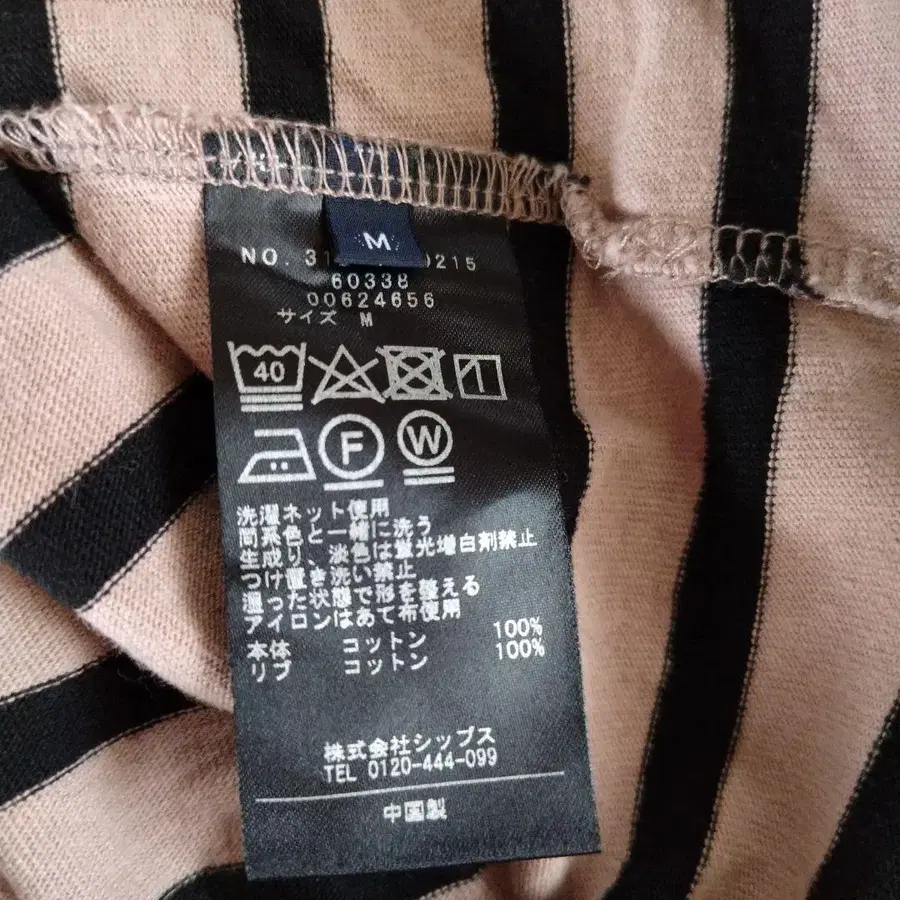 M
NO. 31 0215
60338
00624656
サイズ M
40
F
W
洗濯ネット使用
同系色と一緒に洗う
生成り、淡色は蛍光増白剤禁止
つけ置き洗い禁止
湿った状態で形を整える
アイロンはあて布使用
本体 コットン 100%
リブ コットン 100%
株式会社シップス
TEL 0120-444-099
中国製